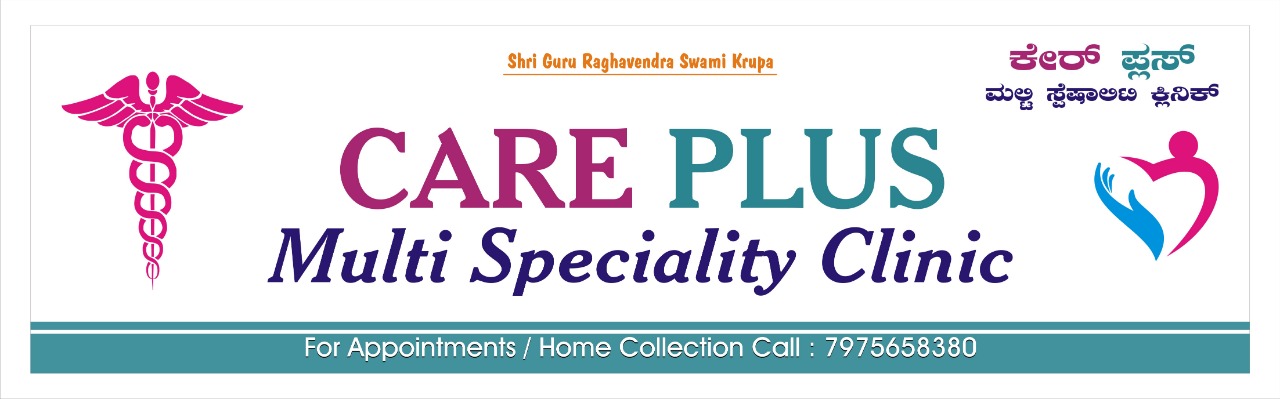 Shri Guru Raghavendra Swami Krupa
ಕೇರ್ ಪ್ಲಸ್
ಮಲ್ಟಿ ಸ್ಪೆಷಾಲಿಟಿ ಕ್ಲಿನಿಕ್
CARE PLUS
Multi Speciality Clinic
For Appointments / Home Collection Call : 7975658380